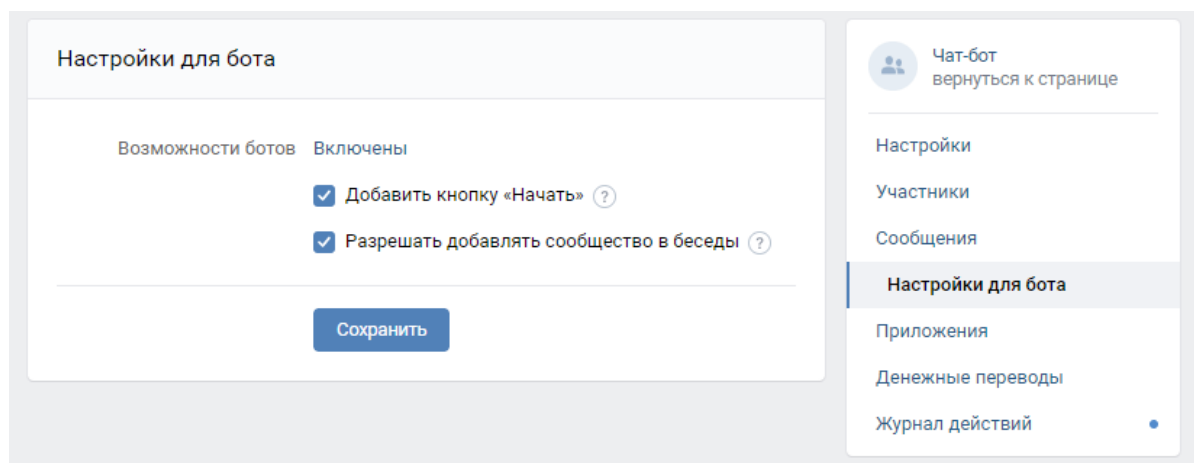 Настройки для бота
Возможности ботов Включены
Добавить кнопку «Начать» ?
Разрешать добавлять сообщество в беседы ?
Сохранить
Чат-бот
вернуться к странице
Настройки
Участники
Сообщения
Настройки для бота
Приложения
Денежные переводы
Журнал действий